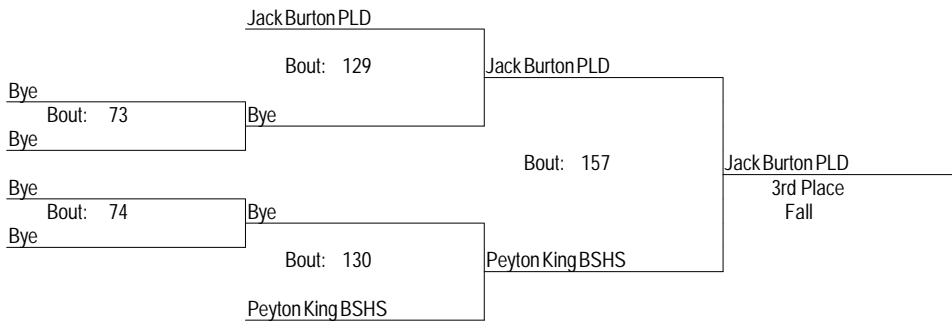 Jack Burton PLD
Bout: 129
Jack Burton PLD
Bye
Bout: 73
Bye
Bye
Bout: 157
Jack Burton PLD
3rd Place
Fall
Bye
Bout: 74
Bye
Bye
Bout: 130
Peyton King BSHS
Peyton King BSHS